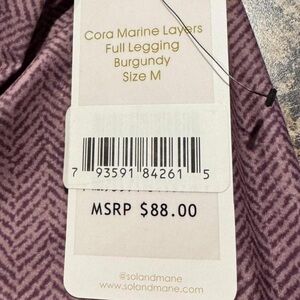 Cora Marine Layers
Full Legging
Burgundy
Size M
7 93591 84261 5
MSRP $88.00
@solandmane
www.solandmane.com